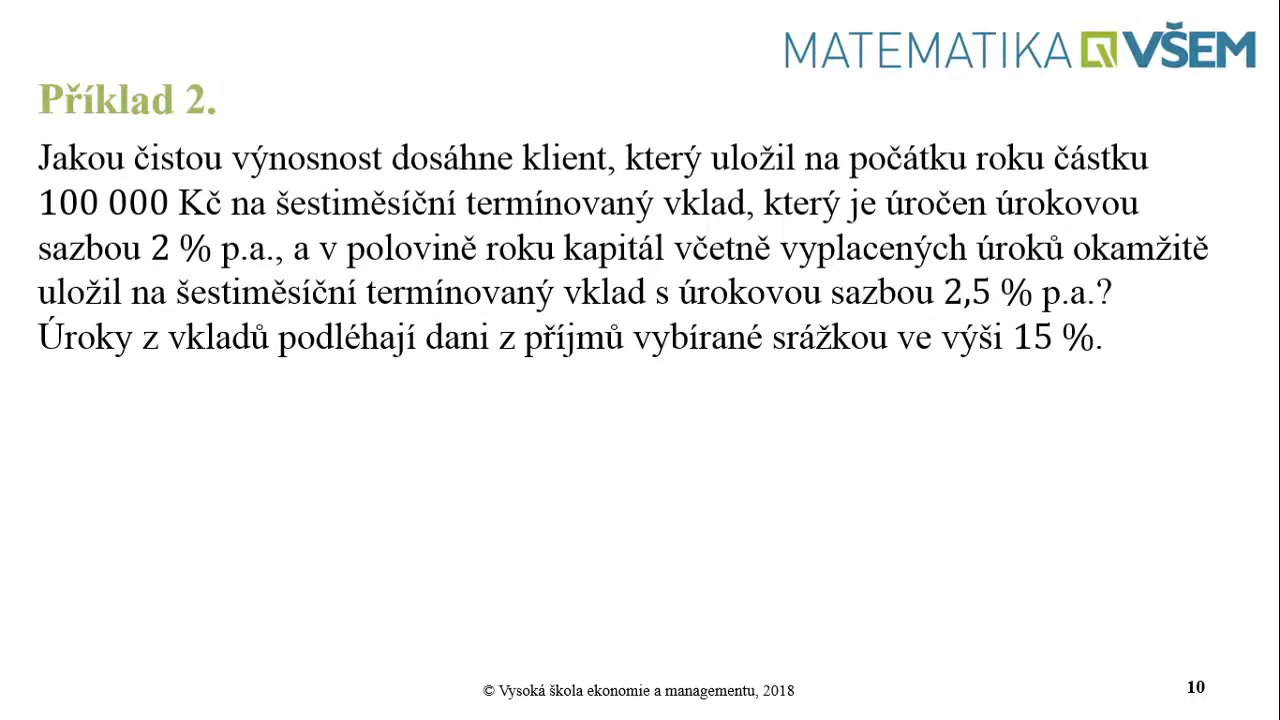 MATEMATIKA VŠEM
Příklad 2.
Jakou čistou výnosnost dosáhne klient, který uložil na počátku roku částku
100 000 Kč na šestiměsíční termínovaný vklad, který je úročen úrokovou
sazbou 2 % p.a., a v polovině roku kapitál včetně vyplacených úroků okamžitě
uložil na šestiměsíční termínovaný vklad s úrokovou sazbou 2,5 % p.a.?
Úroky z vkladů podléhají dani z příjmů vybírané srážkou ve výši 15 %.
© Vysoká škola ekonomie a managementu, 2018
10